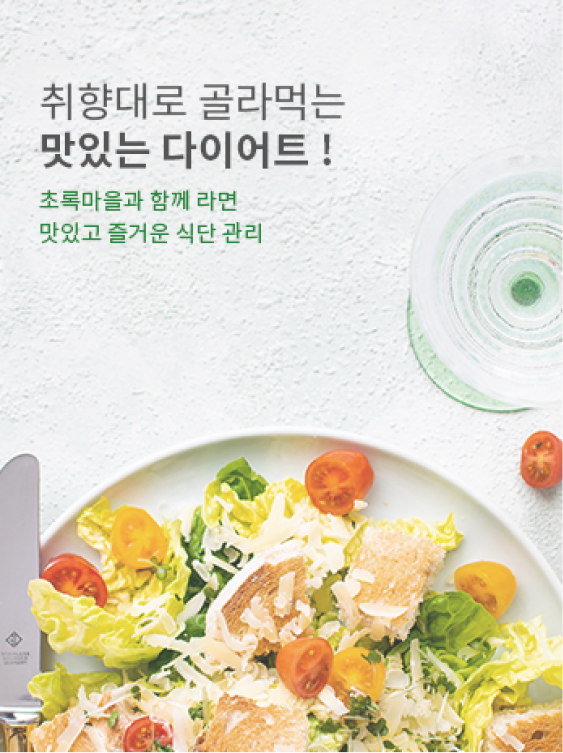 취향대로 골라먹는
맛있는 다이어트 !
초록마을과 함께 라면
맛있고 즐거운 식단 관리